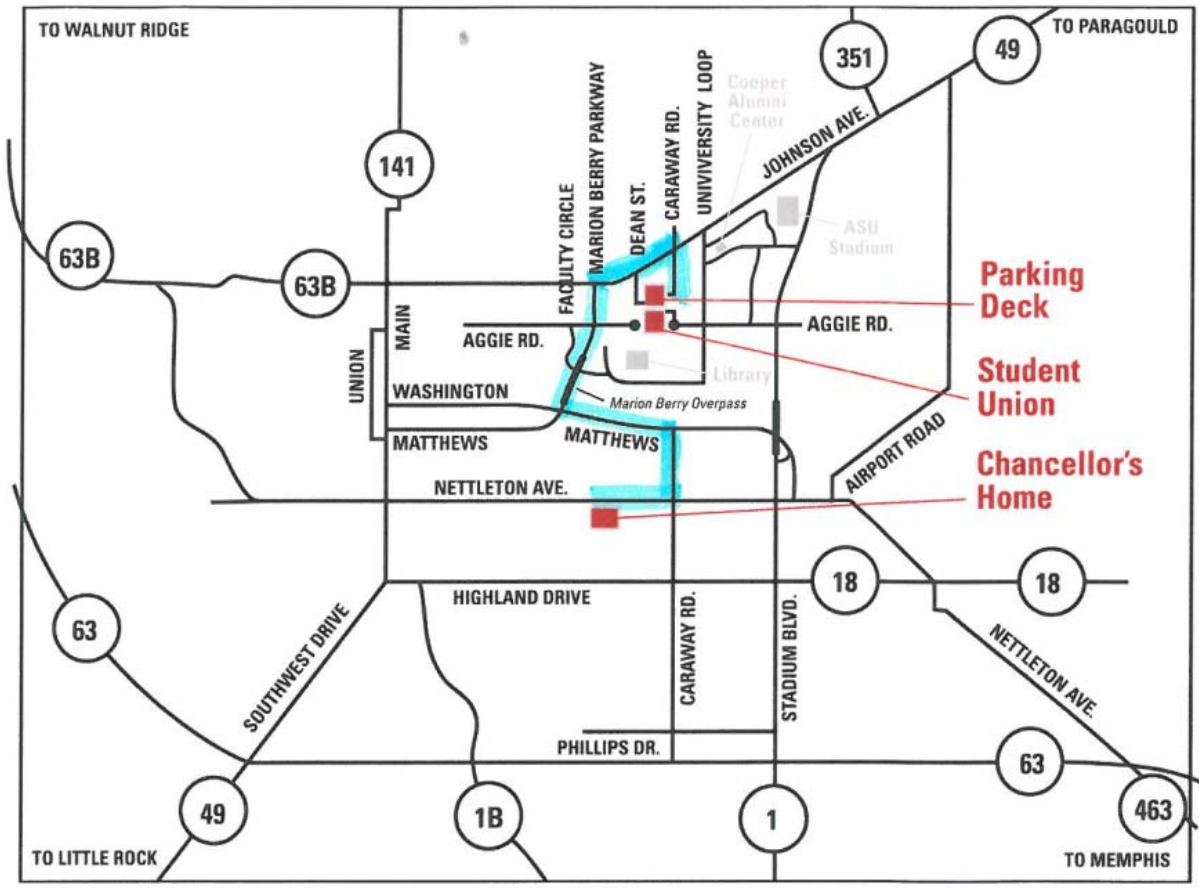 TO WALNUT RIDGE
TO PARAGOULD
351
49
141
Cooper
Alumni
Center
UNIVIVERSITY LOOP
CARAWAY RD.
DEAN ST.
MARION BERRY PARKWAY
FACULTY CIRCLE
JOHNSON AVE.
ASU
Stadium
63B
63B
Parking
Deck
MAIN
UNION
AGGIE RD.
AGGIE RD.
Library
Student
Union
WASHINGTON
Marion Berry Overpass
MATTHEWS
MATTHEWS
AIRPORT ROAD
NETTLETON AVE.
Chancellor's
Home
18
18
HIGHLAND DRIVE
63
SOUTHWEST DRIVE
CARAWAY RD.
STADIUM BLVD.
NETTLETON AVE.
PHILLIPS DR.
63
49
1B
1
463
TO LITTLE ROCK
TO MEMPHIS